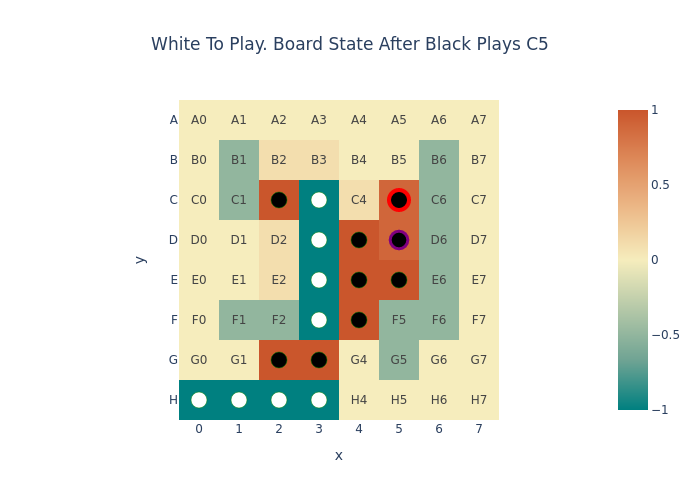 White To Play. Board State After Black Plays C5
A A0 A1 A2 A3 A4 A5 A6 A7
B B0 B1 B2 B3 B4 B5 B6 B7
C C0 C1 C4 C6 C7
D D0 D1 D2 D6 D7
E E0 E1 E2 E6 E7
F F0 F1 F2 F5 F6 F7
G G0 G1 G4 G5 G6 G7
H H4 H5 H6 H7
0 1 2 3 4 5 6 7
x
y
1
0.5
0
−0.5
−1